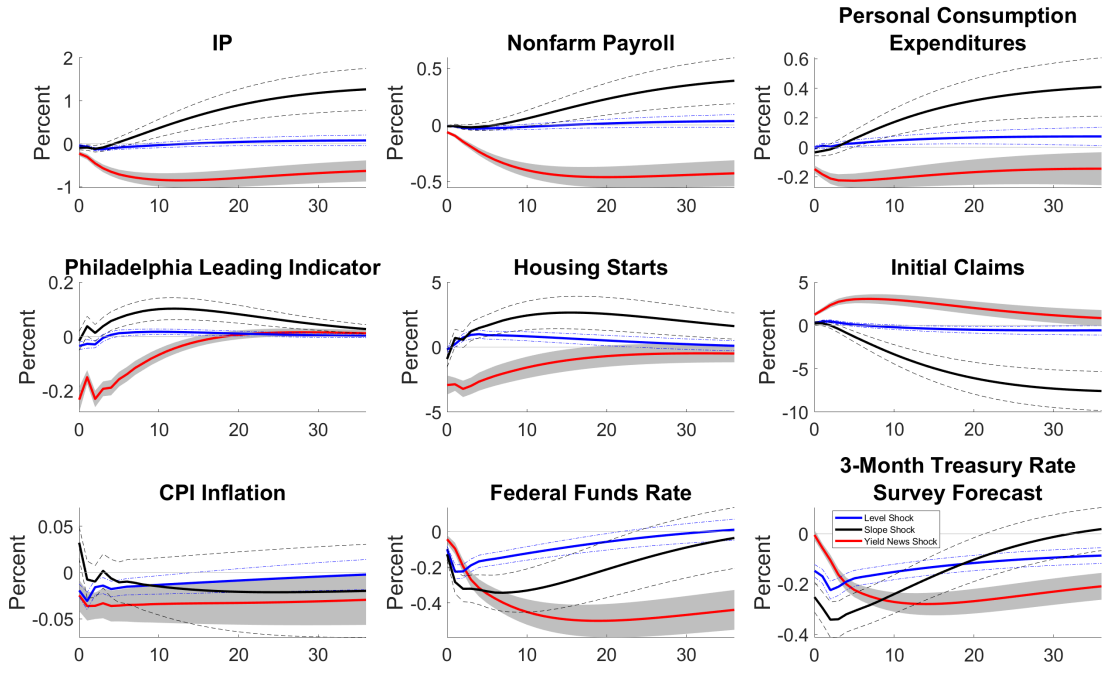 IP
Percent
2
1
0
-1
0
10
20
30
Nonfarm Payroll
Percent
0.5
0
-0.5
0
10
20
30
Personal Consumption
Expenditures
Percent
0.6
0.4
0.2
0
-0.2
0
10
20
30
Philadelphia Leading Indicator
Percent
0.2
0
-0.2
0
10
20
30
Housing Starts
Percent
5
0
-5
0
10
20
30
Initial Claims
Percent
5
0
-5
-10
0
10
20
30
CPI Inflation
Percent
0.05
0
-0.05
0
10
20
30
Federal Funds Rate
Percent
0
-0.2
-0.4
0
10
20
30
3-Month Treasury Rate
Survey Forecast
Percent
0
-0.2
-0.4
0
10
20
30
Level Shock
Slope Shock
Yield News Shock